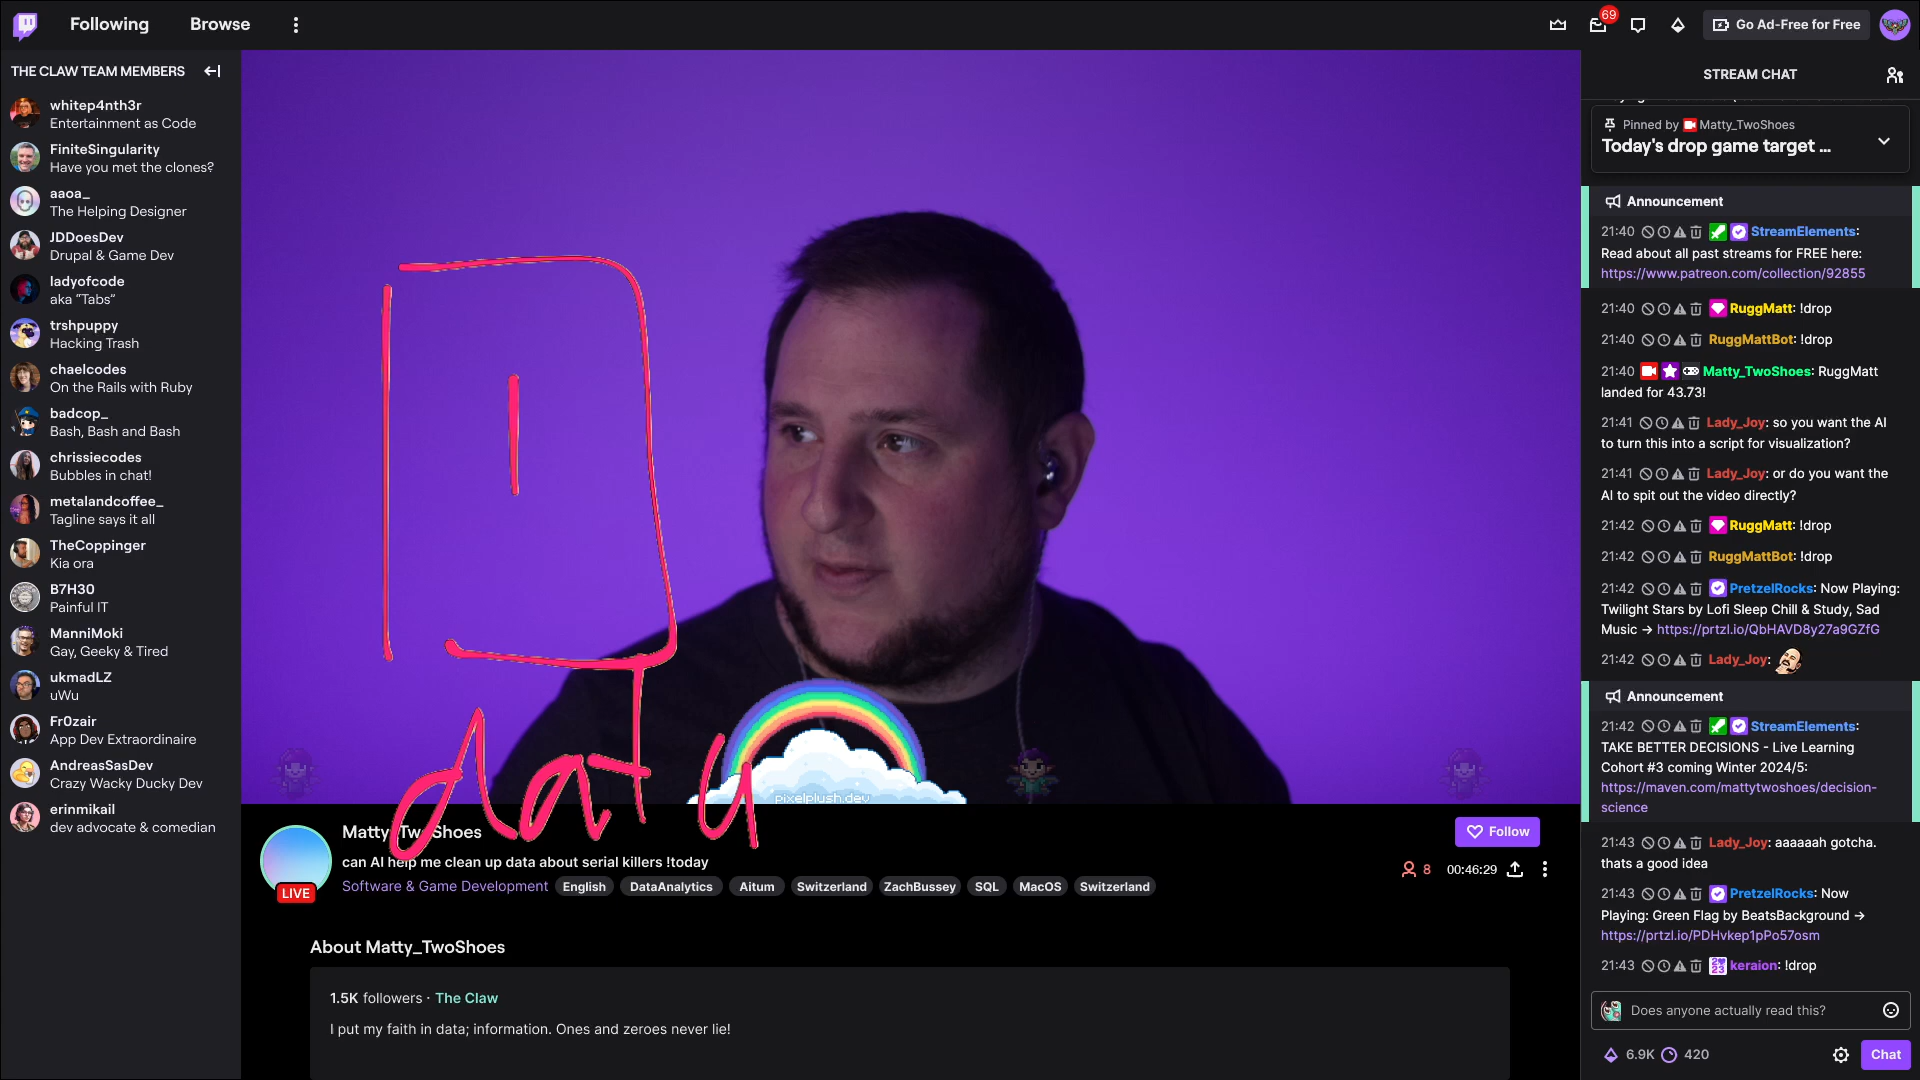 Following
Browse
69
Go Ad-Free for Free
THE CLAW TEAM MEMBERS
whitep4nth3r
Entertainment as Code
FiniteSingularity
Have you met the clones?
aaoa_
The Helping Designer
JDDoesDev
Drupal & Game Dev
ladyofcode
aka "Tabs"
trshpuppy
Hacking Trash
chaelcodes
On the Rails with Ruby
badcop_
Bash, Bash and Bash
chrissiecodes
Bubbles in chat!
metalandcoffee_
Tagline says it all
TheCoppinger
Kia ora
B7H30
Painful IT
ManniMoki
Gay, Geeky & Tired
ukmadLZ
uWu
Fr0zair
App Dev Extraordinaire
AndreasSasDev
Crazy Wacky Ducky Dev
erinmikail
dev advocate & comedian
data
pixelplush.dev
Matty_TwoShoes
can AI help me clean up data about serial killers !today
Software & Game Development
English
DataAnalytics
Aitum
Switzerland
ZachBussey
SQL
MacOS
Switzerland
LIVE
Follow
8
00:46:29
About Matty_TwoShoes
1.5K followers · The Claw
I put my faith in data; information. Ones and zeroes never lie!
STREAM CHAT
Pinned by Matty_TwoShoes
Today's drop game target ...
Announcement
21:40 StreamElements:
Read about all past streams for FREE here:
https://www.patreon.com/collection/92855
21:40 RuggMatt: !drop
21:40 RuggMattBot: !drop
21:40 Matty_TwoShoes: RuggMatt
landed for 43.73!
21:41 Lady_Joy: so you want the AI
to turn this into a script for visualization?
21:41 Lady_Joy: or do you want the
AI to spit out the video directly?
21:42 RuggMatt: !drop
21:42 RuggMattBot: !drop
21:42 PretzelRocks: Now Playing:
Twilight Stars by Lofi Sleep Chill & Study, Sad
Music → https://prtzl.io/QbHAVD8y27a9GZfG
21:42 Lady_Joy:
Announcement
21:42 StreamElements:
TAKE BETTER DECISIONS - Live Learning
Cohort #3 coming Winter 2024/5:
https://maven.com/mattytwoshoes/decision-
science
21:43 Lady_Joy: aaaaaah gotcha.
thats a good idea
21:43 PretzelRocks: Now
Playing: Green Flag by BeatsBackground →
https://prtzl.io/PDHvkep1pPo57osm
21:43 keraion: !drop
Does anyone actually read this?
6.9K
420
Chat